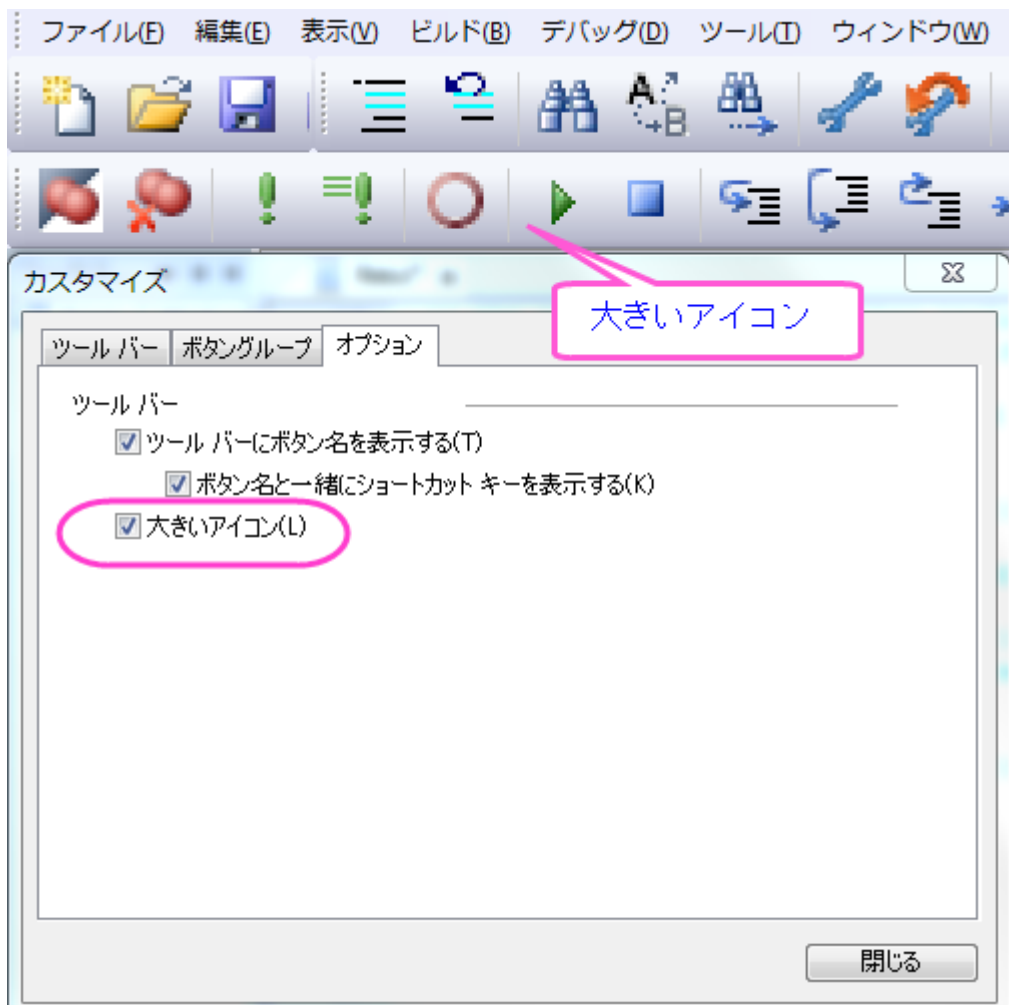 ファイル(F) 編集(E) 表示(V) ビルド(B) デバッグ(D) ツール(T) ウィンドウ(W)
A
B
カスタマイズ
大きいアイコン
ツール バー ボタングループ オプション
ツール バー
ツール バーにボタン名を表示する(T)
ボタン名と一緒にショートカット キーを表示する(K)
大きいアイコン(L)
閉じる